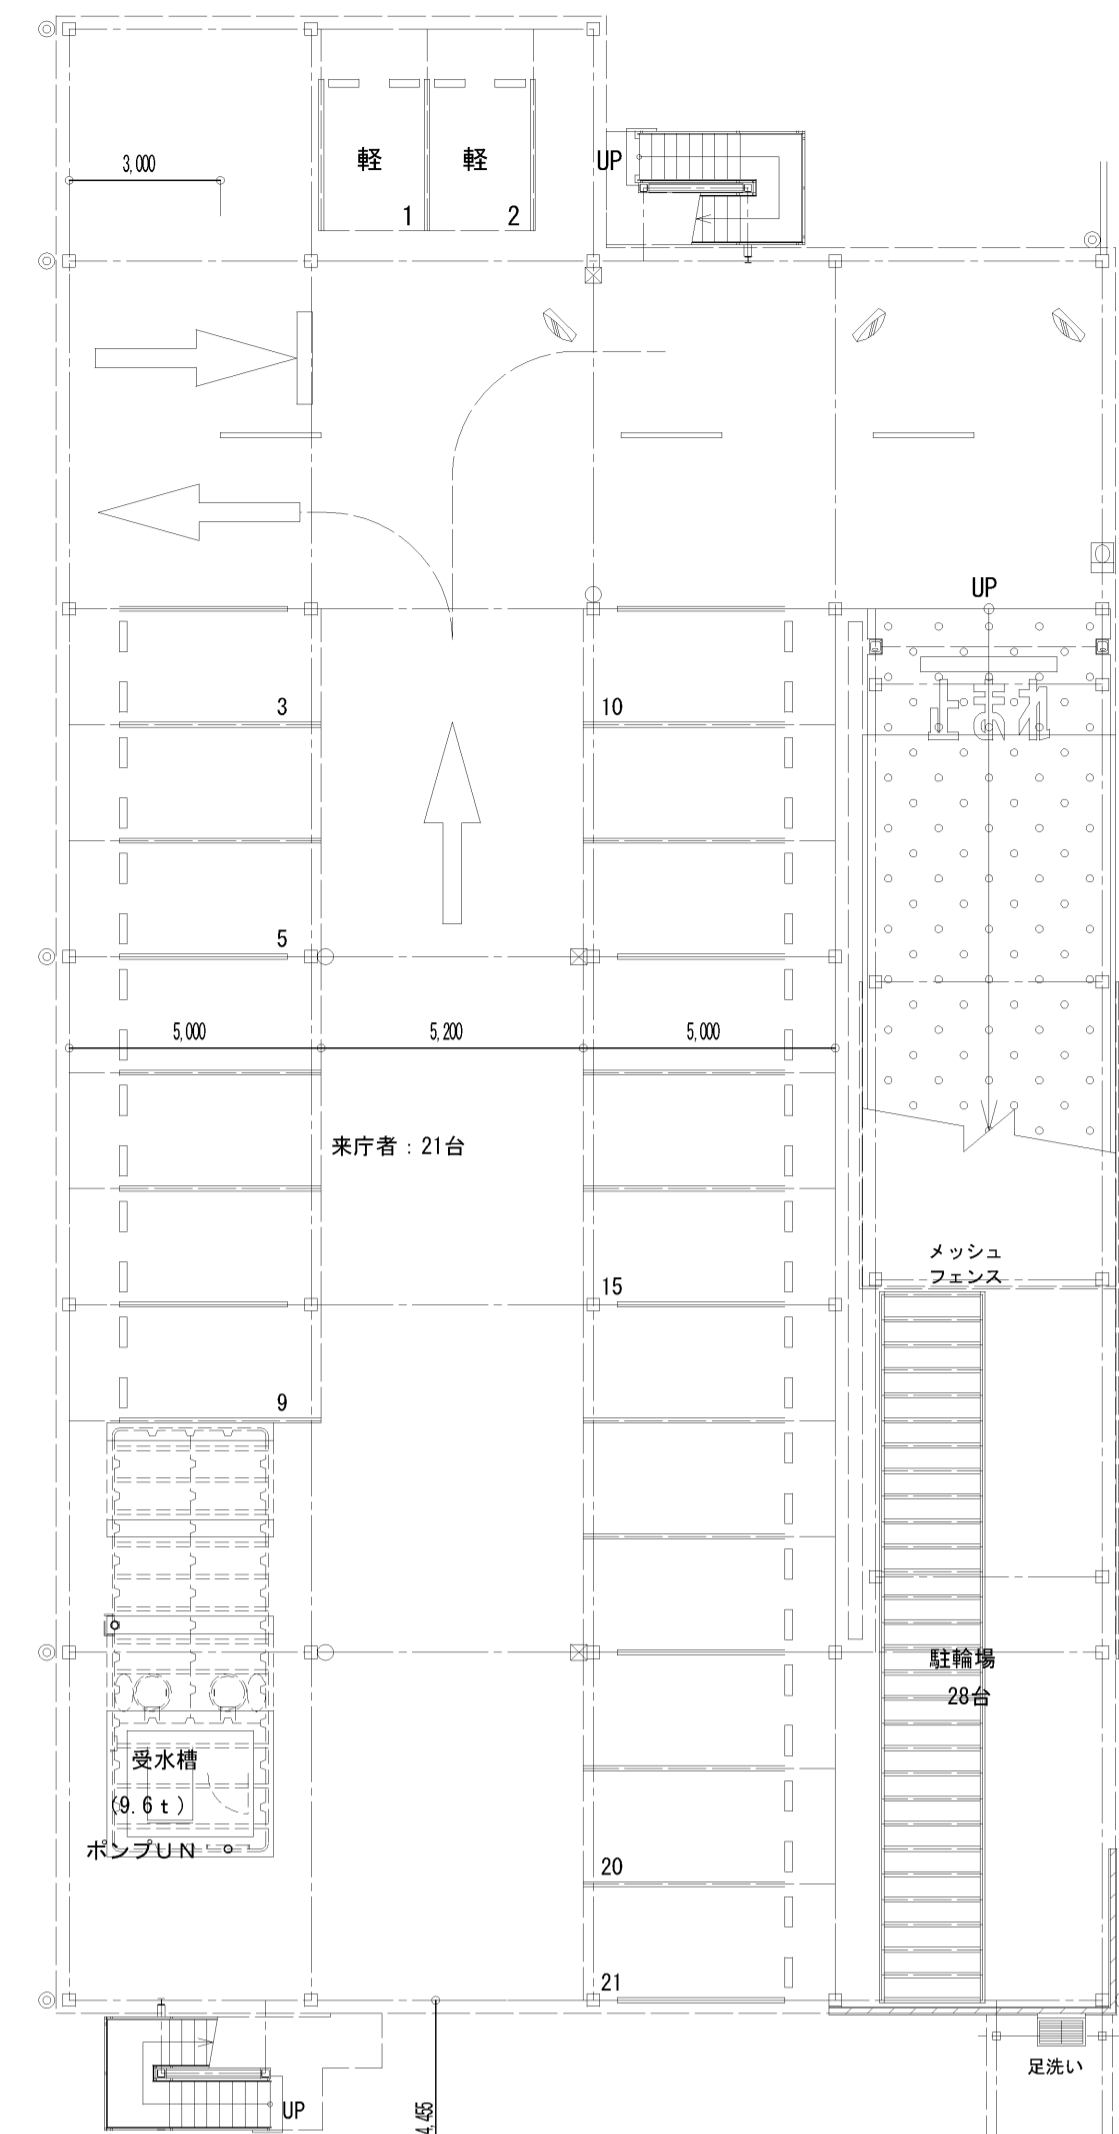 3,000
軽
軽
1
2
UP
UP
止まれ
3
10
5
5,000
5,200
5,000
来庁者：21台
メッシュ
フェンス
15
9
駐輪場
28台
受水槽
(9.6ｔ)
ポンプＵＮ
20
21
足洗い
UP
4,455